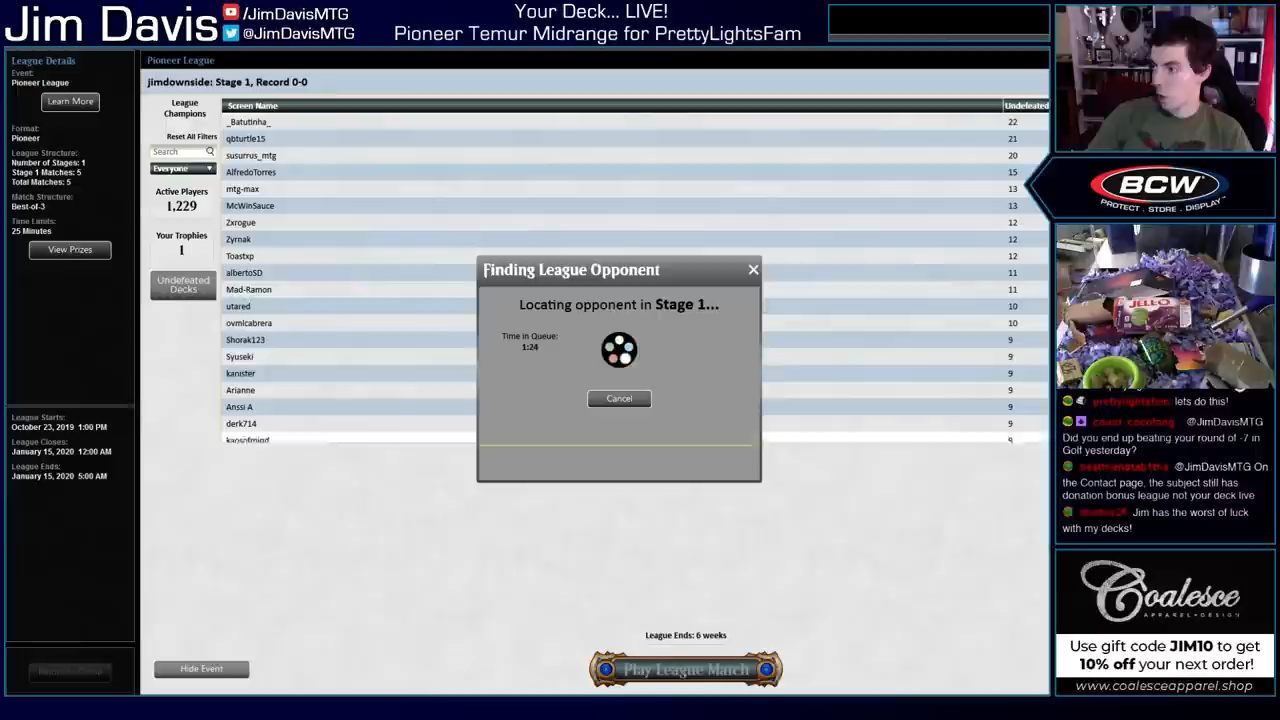 Jim Davis
/JimDavisMTG
@JimDavisMTG
Your Deck... LIVE!
Pioneer Temur Midrange for PrettyLightsFam
League Details
Event:
Pioneer League
Learn More
Format:
Pioneer
League Structure:
Number of Stages: 1
Stage 1 Matches: 5
Total Matches: 5
Match Structure:
Best-of-3
Time Limits:
25 Minutes
View Prizes
League Starts:
October 23, 2019 1:00 PM
League Closes:
January 15, 2020 12:00 AM
League Ends:
January 15, 2020 5:00 AM
Pioneer League
jimdownside: Stage 1, Record 0-0
League
Champions
Reset All Filters
Search
Everyone
Active Players
1,229
Your Trophies
1
Undefeated
Decks
Screen Name Undefeated
_Batutinha_ 22
qbturtle15 21
susurrus_mtg 20
AlfredoTorres 15
mtg-max 13
McWinSauce 13
Zxrogue 12
Zyrnak 12
Toastxp 12
albertoSD 11
Mad-Ramon 11
utared 10
ovmlcabrera 10
Shorak123 9
Syuseki 9
kanister 9
Arianne 9
Anssi A 9
derk714 9
Finding League Opponent
Locating opponent in Stage 1...
Time in Queue:
1:24
Cancel
League Ends: 6 weeks
Hide Event
Play League Match
BCW
PROTECT . STORE . DISPLAY
JELLO
prettylightsfam lets do this!
@JimDavisMTG
Did you end up beating your round of -7 in
Golf yesterday?
@JimDavisMTG On
the Contact page, the subject still has
donation bonus league not your deck live
Jim has the worst of luck
with my decks!
Coalesce
APPAREL + DESIGN
Use gift code JIM10 to get
10% off your next order!
www.coalesceapparel.shop